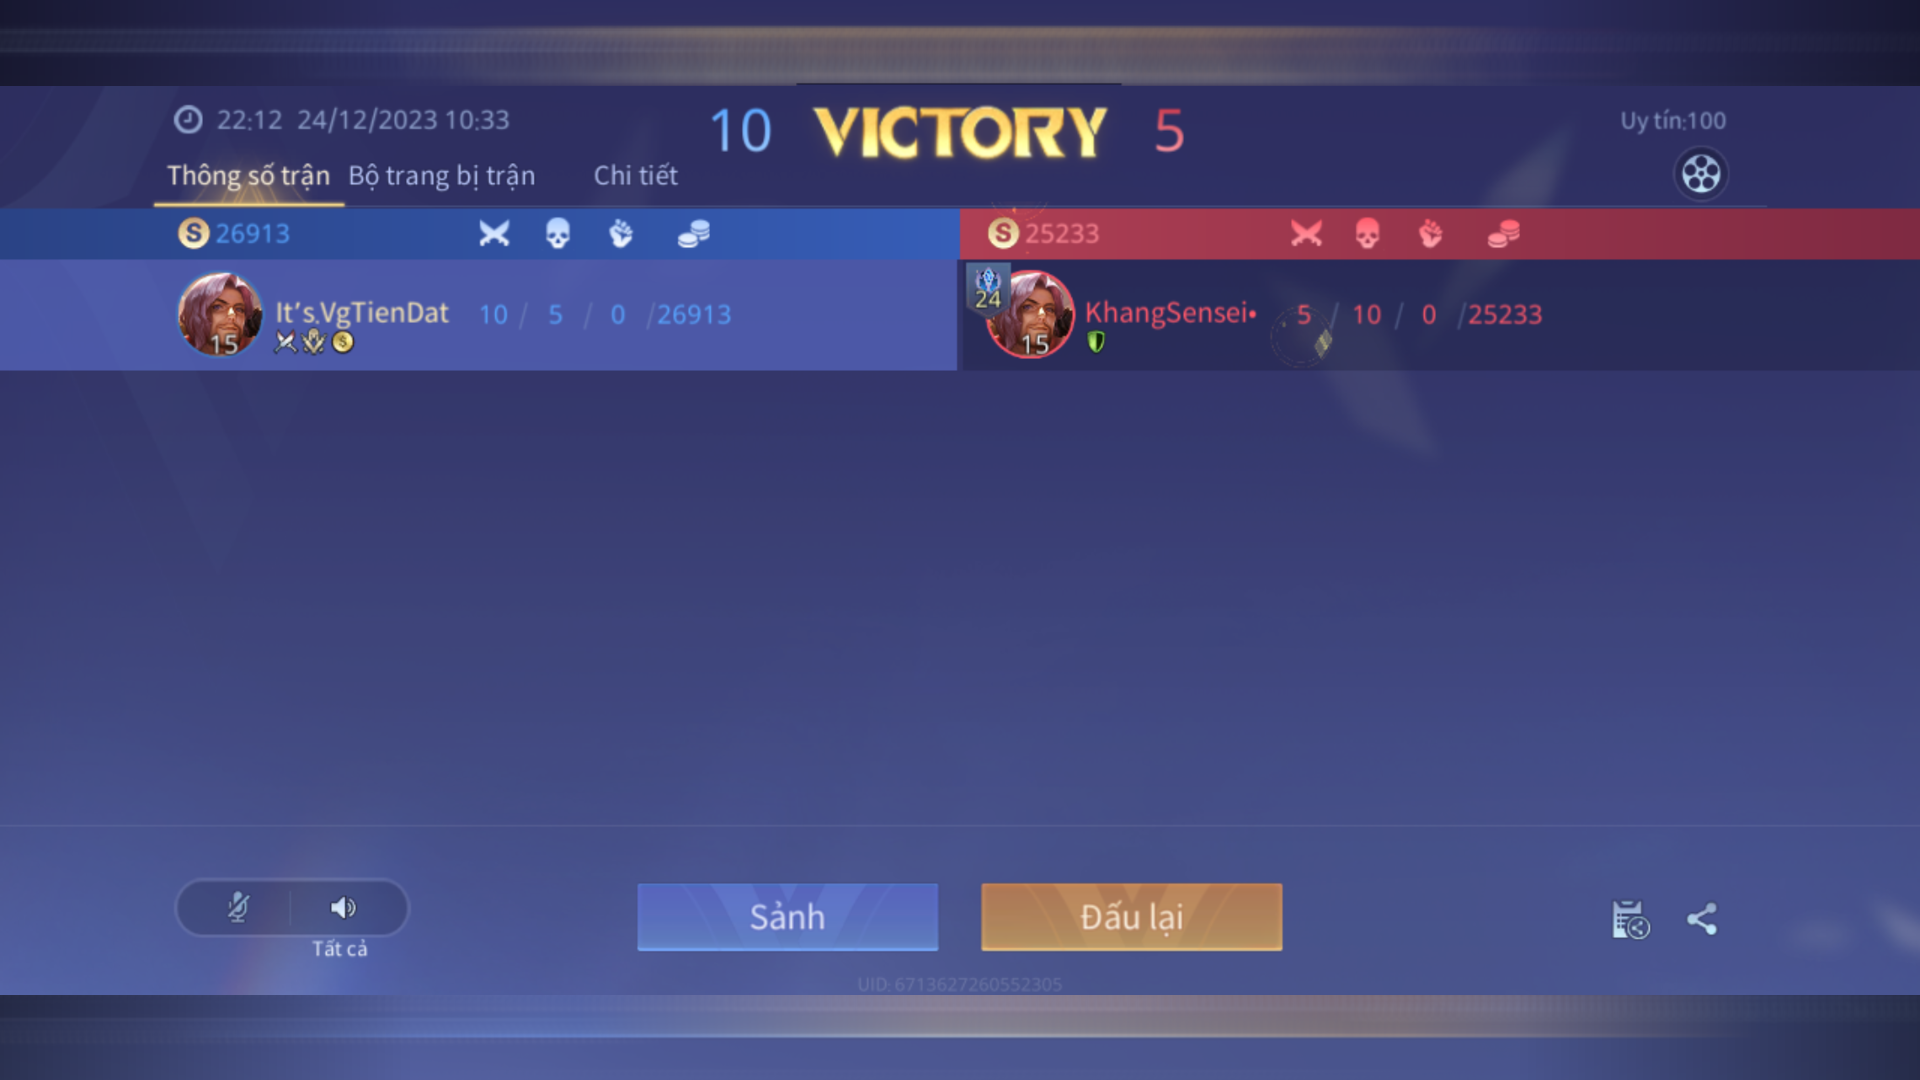 22:12 24/12/2023 10:33
10 VICTORY 5
Uy tín:100
Thông số trận Bộ trang bị trận Chi tiết
S 26913
S 25233
It's.VgTienDat 10 / 5 / 0 /26913
15
24
KhangSensei• 5 / 10 / 0 /25233
15
Tất cả
Sảnh
Đấu lại
UID: 6713627260552305